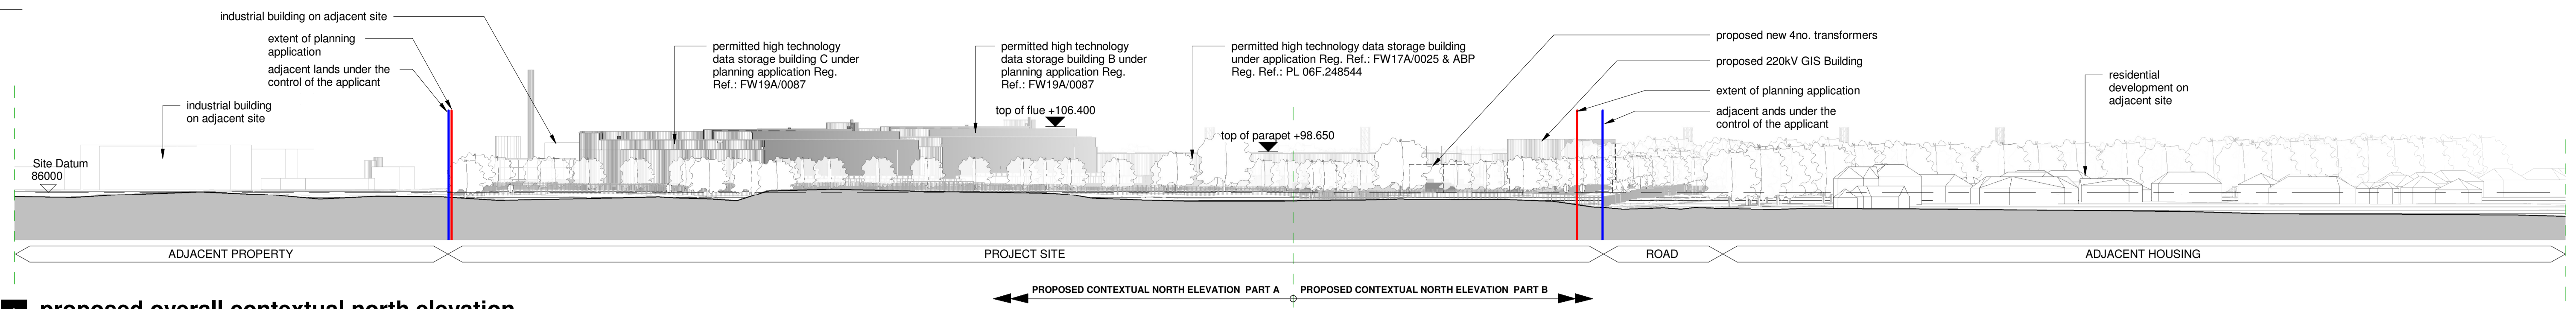 industrial building on adjacent site
extent of planning
application
adjacent lands under the
control of the applicant
industrial building
on adjacent site
Site Datum
86000
permitted high technology
data storage building C under
planning application Reg.
Ref.: FW19A/0087
permitted high technology
data storage building B under
planning application Reg.
Ref.: FW19A/0087
top of flue +106.400
permitted high technology data storage building
under application Reg. Ref.: FW17A/0025 & ABP
Reg. Ref.: PL 06F.248544
top of parapet +98.650
proposed new 4no. transformers
proposed 220kV GIS Building
extent of planning application
adjacent ands under the
control of the applicant
residential
development on
adjacent site
ADJACENT PROPERTY
PROJECT SITE
ROAD
ADJACENT HOUSING
PROPOSED CONTEXTUAL NORTH ELEVATION PART A
PROPOSED CONTEXTUAL NORTH ELEVATION PART B
proposed overall contextual north elevation